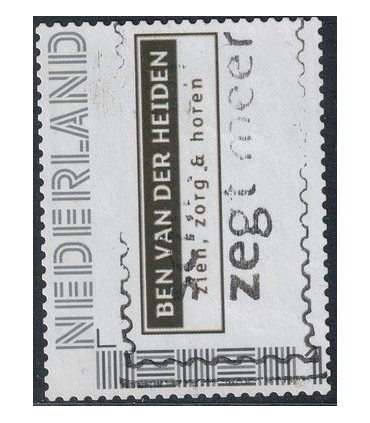 NEDERLAND
BEN VAN DER HEIDEN
zien, zorg & horen
zegt meer